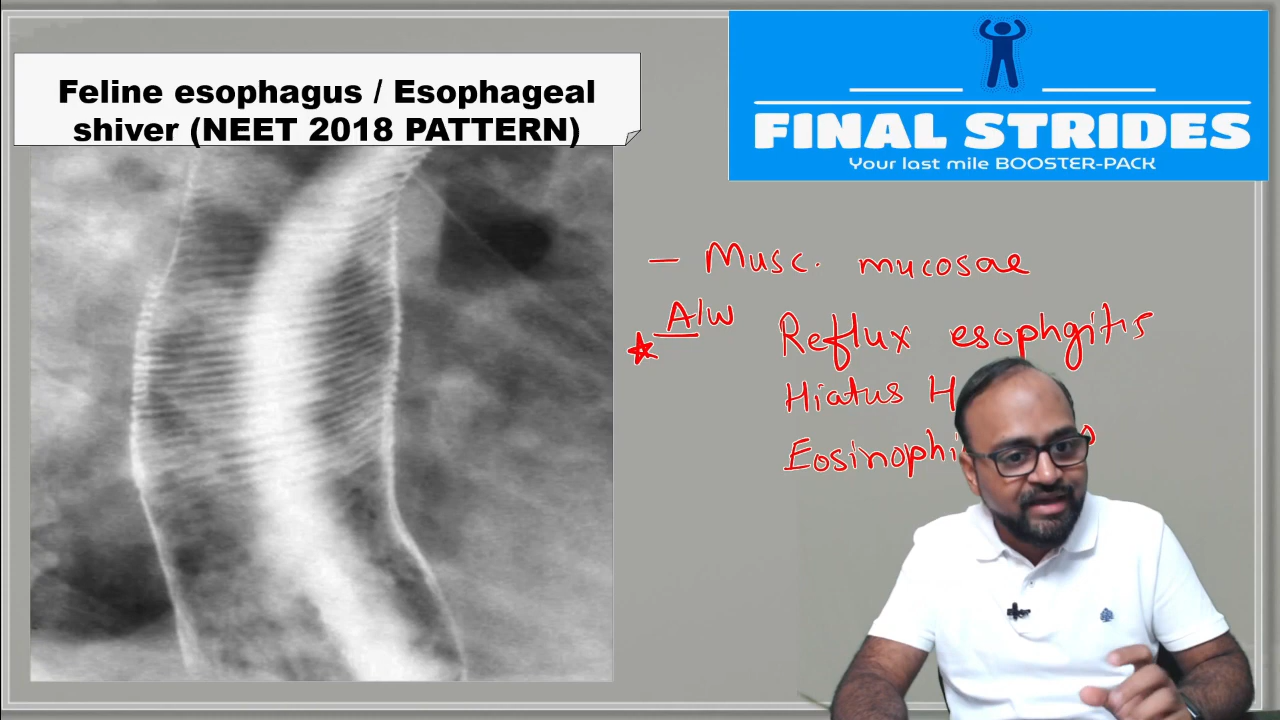 Feline esophagus / Esophageal
shiver (NEET 2018 PATTERN)
FINAL STRIDES
Your last mile BOOSTER-PACK
– Musc. mucosae
A/w
Reflux esophgitis
Hiatus H
Eosinophi